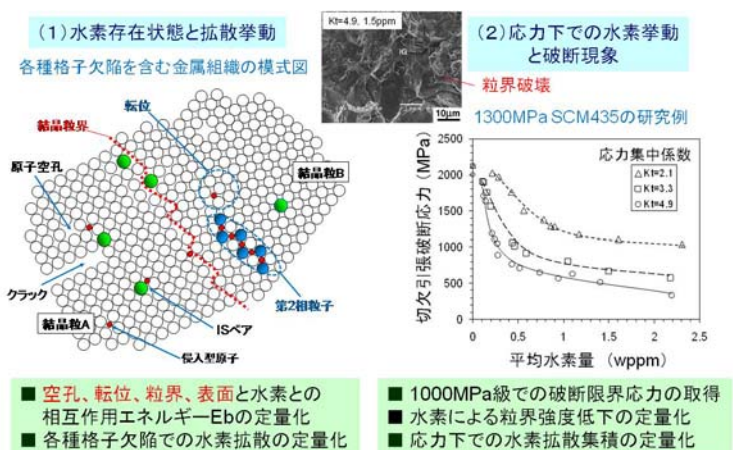 (1)水素存在状態と拡散挙動
各種格子欠陥を含む金属組織の模式図
転位
結晶粒界
原子空孔
結晶粒B
クラック
第2相粒子
結晶粒A
ISペア
侵入型原子
■ 空孔、転位、粒界、表面と水素との
相互作用エネルギーEbの定量化
■ 各種格子欠陥での水素拡散の定量化
Kt=4.9, 1.5ppm
IG
10μm
(2)応力下での水素挙動
と破断現象
粒界破壊
1300MPa SCM435の研究例
切欠引張破断応力 (MPa)
2500
2000
1500
1000
500
0
応力集中係数
Kt=2.1
Kt=3.3
Kt=4.9
0 0.5 1 1.5 2 2.5
平均水素量 (wppm)
■ 1000MPa級での破断限界応力の取得
■ 水素による粒界強度低下の定量化
■ 応力下での水素拡散集積の定量化